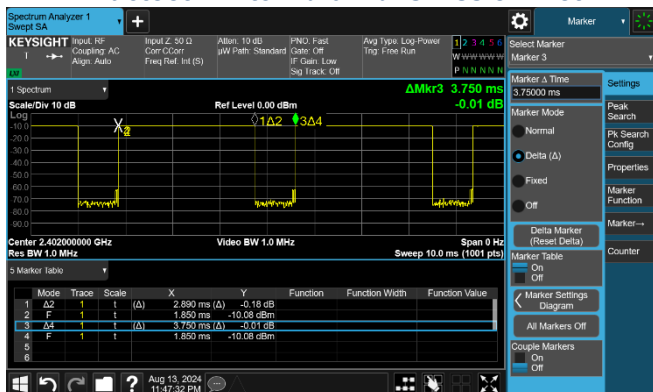 Spectrum Analyzer 1
Swept SA
Marker
KEYSIGHT
Input: RF
Coupling: AC
Align: Auto
Input Z: 50 Ω
Corr CCorr
Freq Ref: Int (S)
Atten: 10 dB
µW Path: Standard
PNO: Fast
Gate: Off
IF Gain: Low
Sig Track: Off
Avg Type: Log-Power
Trig: Free Run
1 2 3 4 5 6
W W W W W W
P N N N N N
LXI
Select Marker
Marker 3
1 Spectrum
ΔMkr3 3.750 ms
Scale/Div 10 dB
Ref Level 0.00 dBm
-0.01 dB
Log
-10.0
-20.0
-30.0
-40.0
-50.0
-60.0
-70.0
-80.0
-90.0
1Δ2
3Δ4
Center 2.402000000 GHz
Video BW 1.0 MHz
Span 0 Hz
Res BW 1.0 MHz
Sweep 10.0 ms (1001 pts)
5 Marker Table
Mode Trace Scale X Y Function Function Width Function Value
1 Δ2 1 t (Δ) 2.890 ms (Δ) -0.18 dB
2 F 1 t 1.850 ms -10.08 dBm
3 Δ4 1 t (Δ) 3.750 ms (Δ) -0.01 dB
4 F 1 t 1.850 ms -10.08 dBm
5
6
Marker Δ Time
3.75000 ms
Marker Mode
Normal
Delta (Δ)
Fixed
Off
Delta Marker
(Reset Delta)
Marker Table
On
Off
Marker Settings
Diagram
All Markers Off
Couple Markers
On
Off
Settings
Peak
Search
Pk Search
Config
Properties
Marker
Function
Marker→
Counter
?
Aug 13, 2024
11:47:32 PM